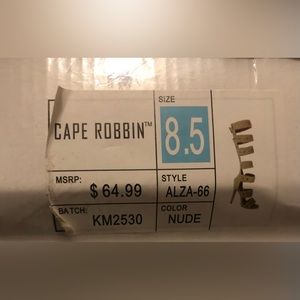 CAPE ROBBIN™
SIZE
8.5
MSRP:
$ 64.99
STYLE
ALZA-66
BATCH:
KM2530
COLOR
NUDE